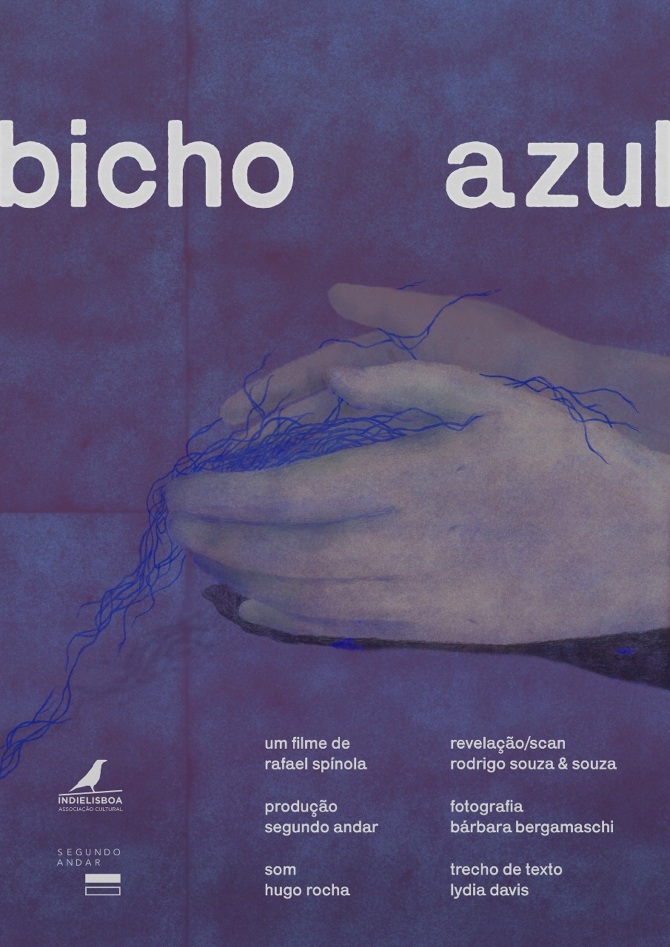 bicho azul
um filme de
rafael spínola
produção
segundo andar
som
hugo rocha
revelação/scan
rodrigo souza & souza
fotografia
bárbara bergamaschi
trecho de texto
lydia davis
INDIELISBOA
ASSOCIAÇÃO CULTURAL
SEGUNDO
ANDAR